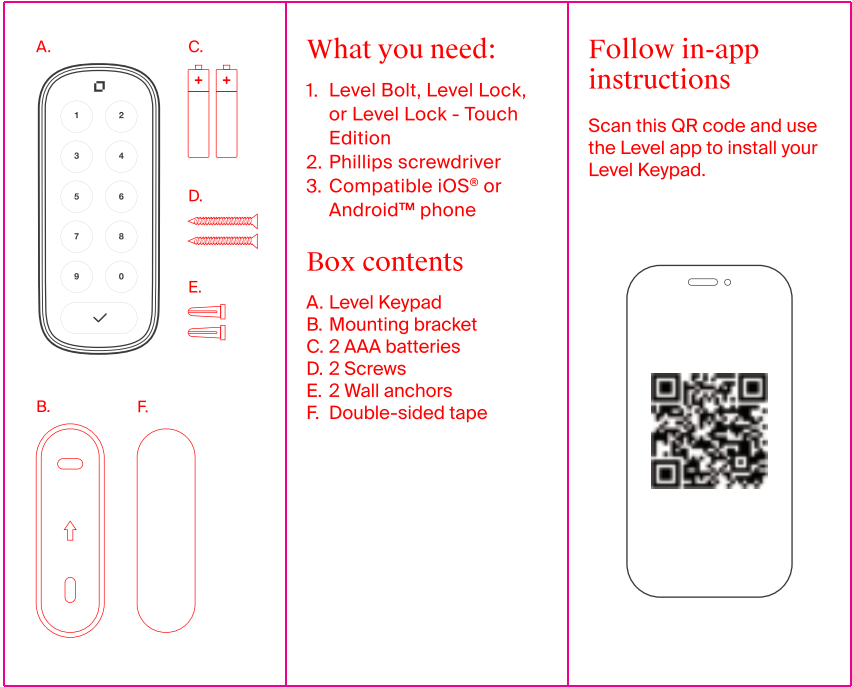 A.
C.
+ +
1 2
3 4
5 6
7 8
9 0
D.
E.
B.
F.
What you need:
1. Level Bolt, Level Lock,
or Level Lock - Touch
Edition
2. Phillips screwdriver
3. Compatible iOS® or
Android™ phone
Box contents
A. Level Keypad
B. Mounting bracket
C. 2 AAA batteries
D. 2 Screws
E. 2 Wall anchors
F. Double-sided tape
Follow in-app
instructions
Scan this QR code and use
the Level app to install your
Level Keypad.